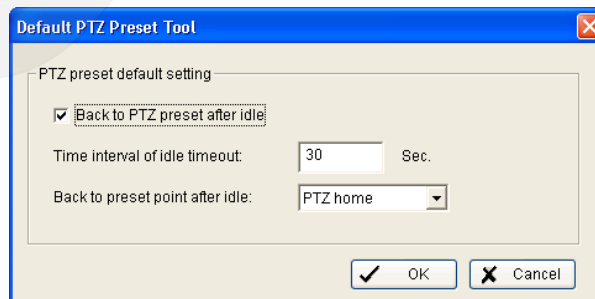 Default PTZ Preset Tool
PTZ preset default setting
Back to PTZ preset after idle
Time interval of idle timeout: 30 Sec.
Back to preset point after idle: PTZ home
OK Cancel